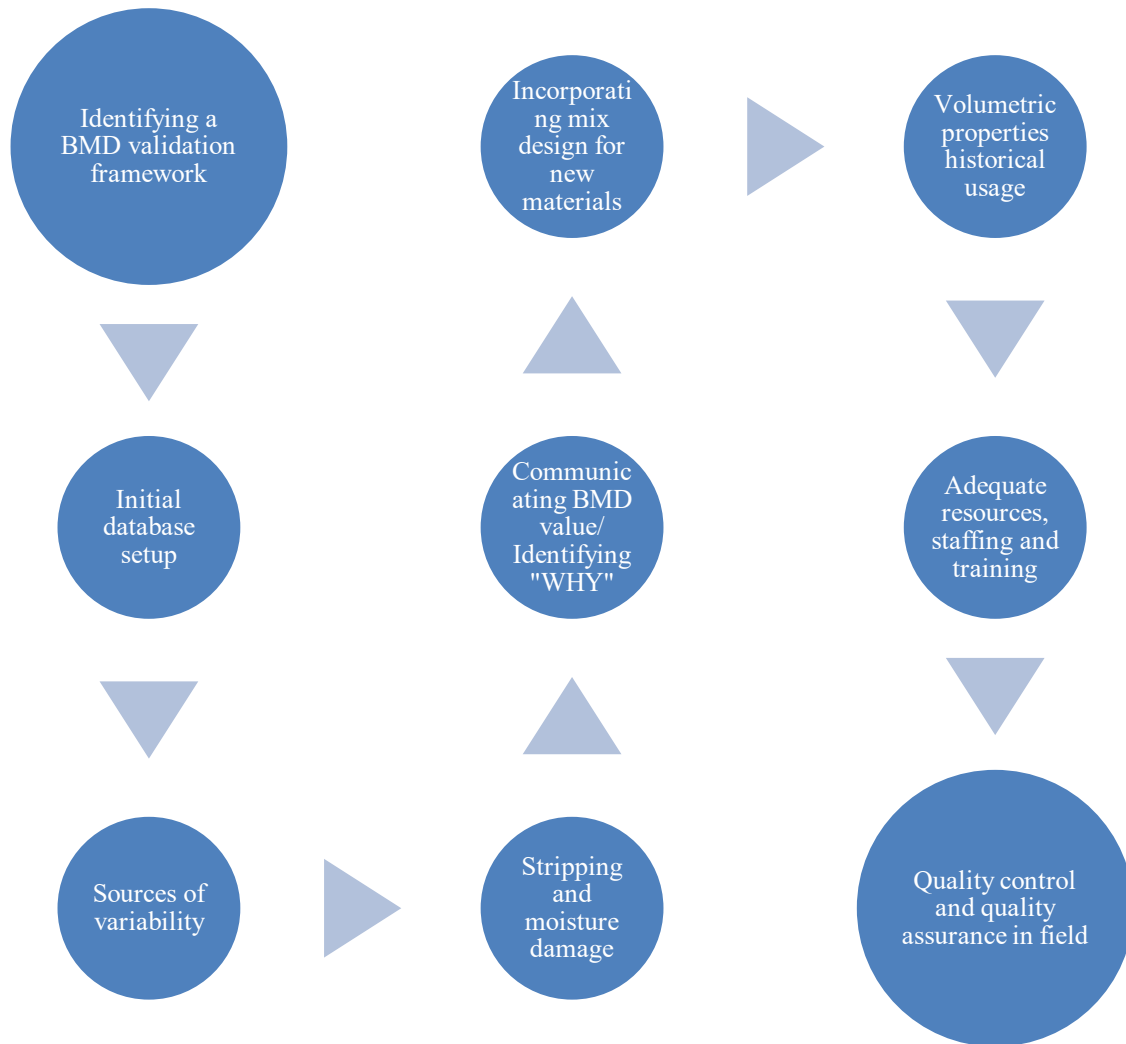 Identifying a
BMD validation
framework
Initial
database
setup
Sources of
variability
Stripping
and
moisture
damage
Communic
ating BMD
value/
Identifying
"WHY"
Incorporati
ng mix
design for
new
materials
Volumetric
properties
historical
usage
Adequate
resources,
staffing and
training
Quality control
and quality
assurance in field